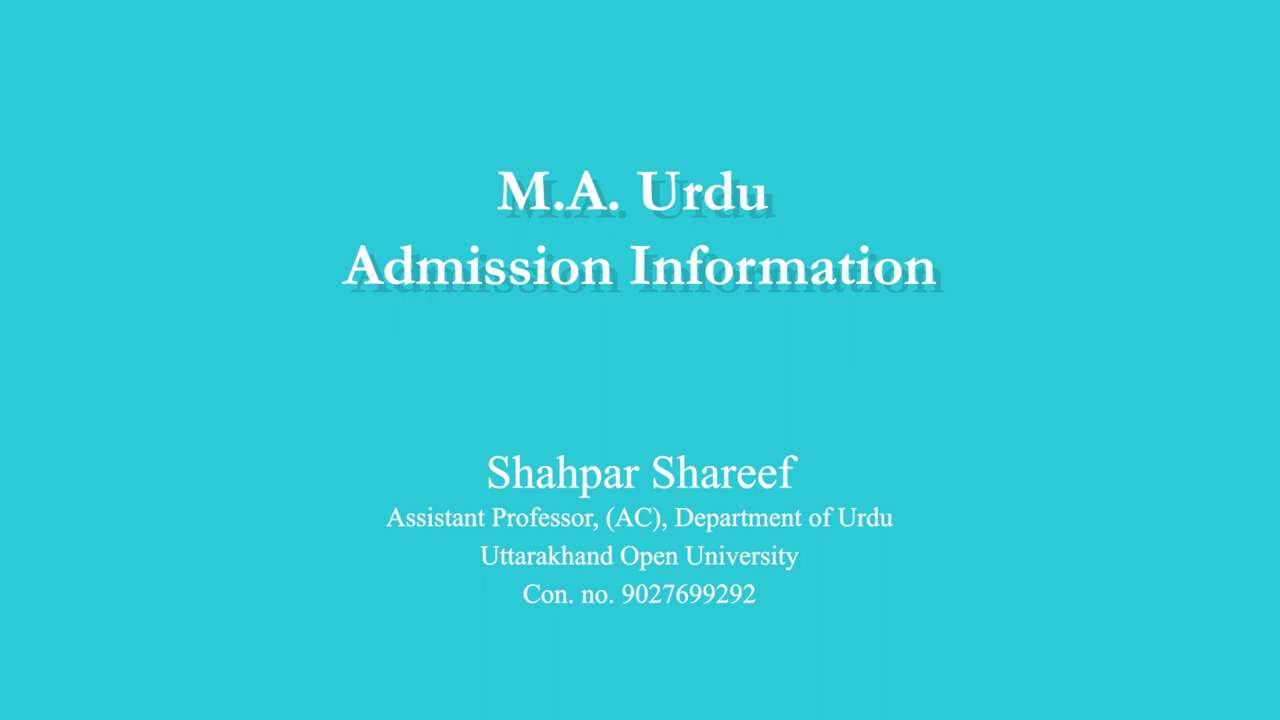 M.A. Urdu
Admission Information
Shahpar Shareef
Assistant Professor, (AC), Department of Urdu
Uttarakhand Open University
Con. no. 9027699292